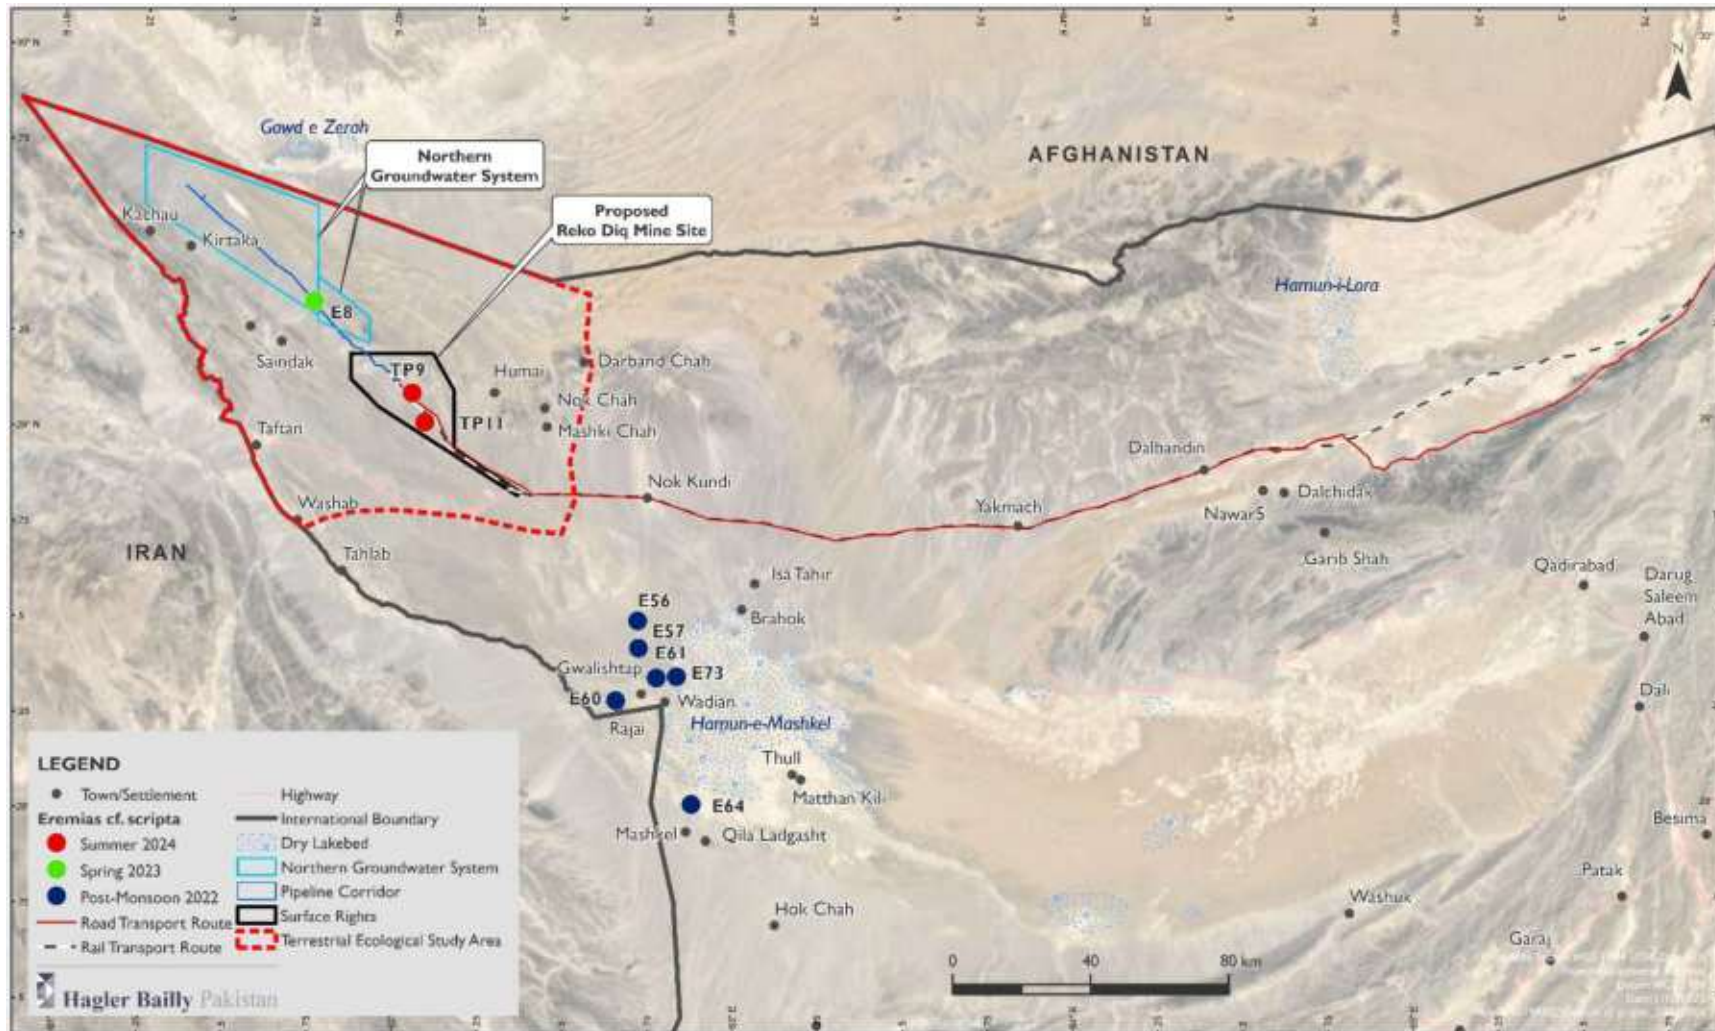 30°N
N
Gawd e Zerah
Northern
Groundwater System
AFGHANISTAN
Proposed
Reko Diq Mine Site
Kachau
Kirtaka
Hamun-i-Lora
E8
Saindak
TP9
Humai
Darband Chah
Nok Chah
TP11
Mashki Chah
Taftan
Dalbandin
Nok Kundi
Dalchidak
Washab
Yakmach
Nawar5
IRAN
Garib Shah
Tahlab
Isa Tahir
Qadirabad
Darug
Saleem
Abad
E56
Brahok
E57
E61
Gwalishtap
E73
E60
Wadian
Dali
Rajai
Hamun-e-Mashkel
Thull
Matthan Kil
E64
Mashkel
Qila Ladgasht
Besima
Patak
Washuk
Hok Chah
Garaj
LEGEND
Town/Settlement
Eremias cf. scripta
Summer 2024
Spring 2023
Post-Monsoon 2022
Road Transport Route
Rail Transport Route
Highway
International Boundary
Dry Lakebed
Northern Groundwater System
Pipeline Corridor
Surface Rights
Terrestrial Ecological Study Area
Hagler Bailly Pakistan
0 40 80 km